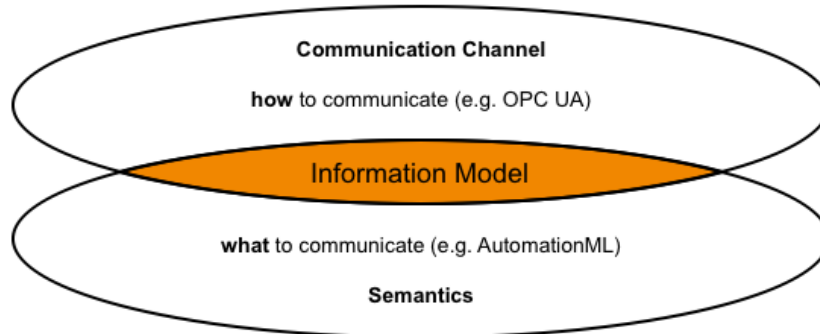 Communication Channel
how to communicate (e.g. OPC UA)
Information Model
what to communicate (e.g. AutomationML)
Semantics